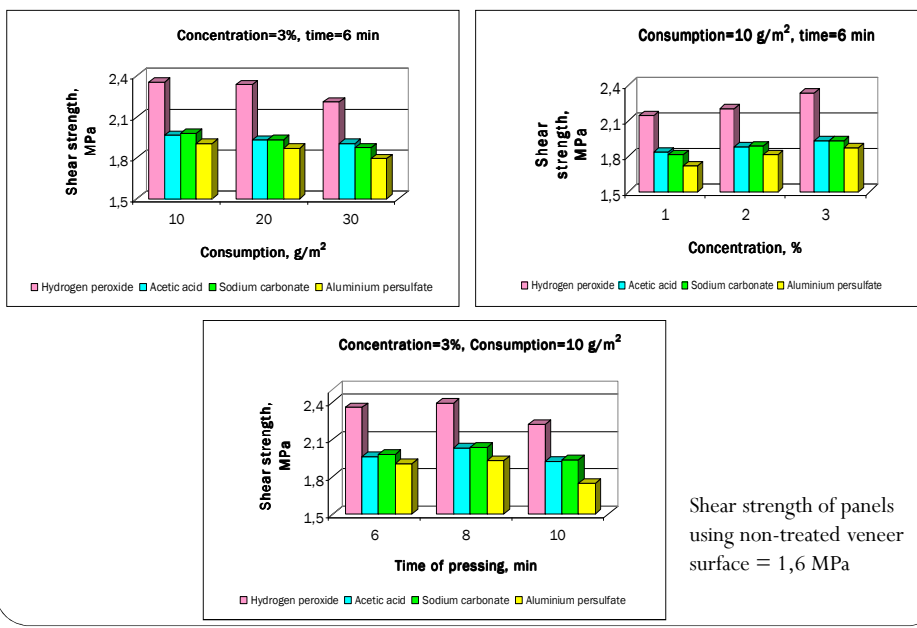 Concentration=3%, time=6 min
Shear strength,
MPa
2,4
2,1
1,8
1,5
10 20 30
Consumption, g/m²
Hydrogen peroxide Acetic acid Sodium carbonate Aluminium persulfate
Consumption=10 g/m², time=6 min
Shear
strength,
MPa
2,4
2,1
1,8
1,5
1 2 3
Concentration, %
Hydrogen peroxide Acetic acid Sodium carbonate Aluminium persulfate
Concentration=3%, Consumption=10 g/m²
Shear strength,
MPa
2,4
2,1
1,8
1,5
6 8 10
Time of pressing, min
Hydrogen peroxide Acetic acid Sodium carbonate Aluminium persulfate
Shear strength of panels
using non-treated veneer
surface = 1,6 MPa